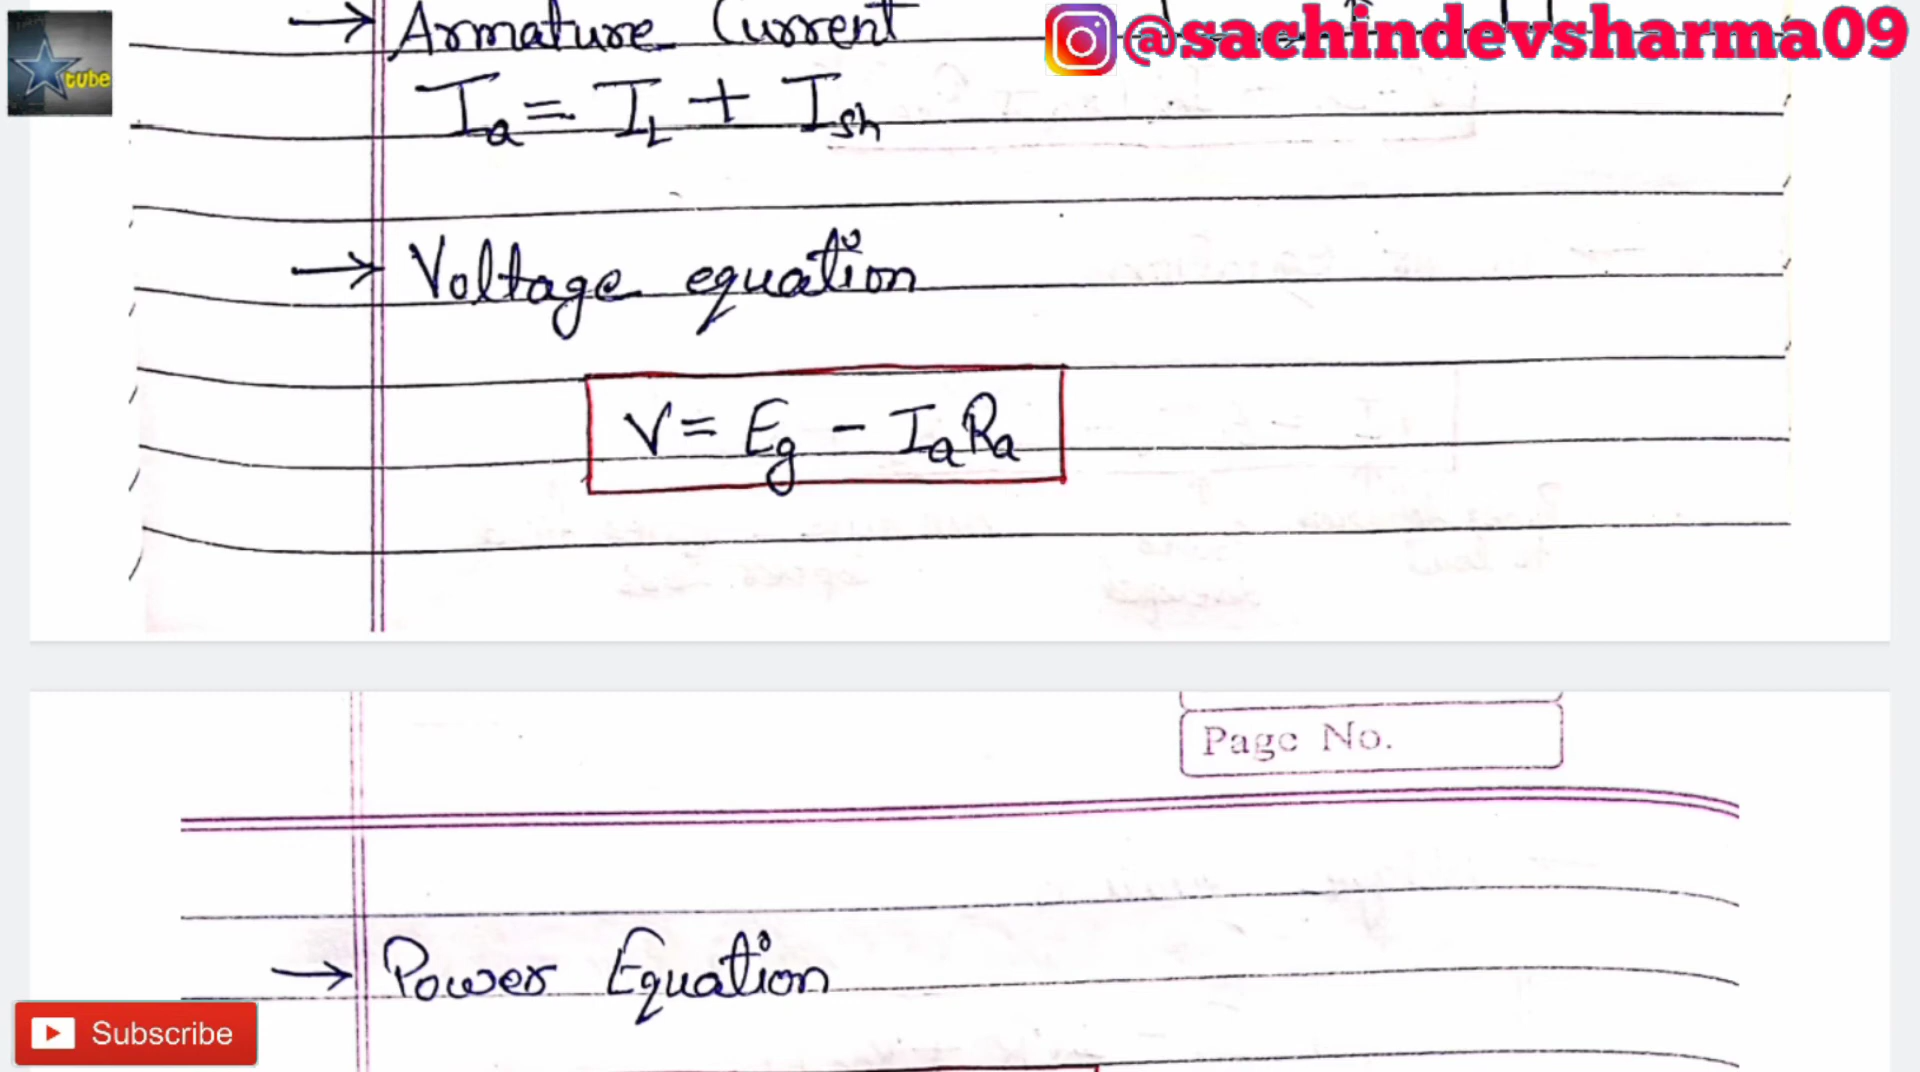 → Armature Current
@sachindevsharma09
tube
Ia = IL + Ish
→ Voltage equation
V = Eg - IaRa
Page No.
→ Power Equation
Subscribe